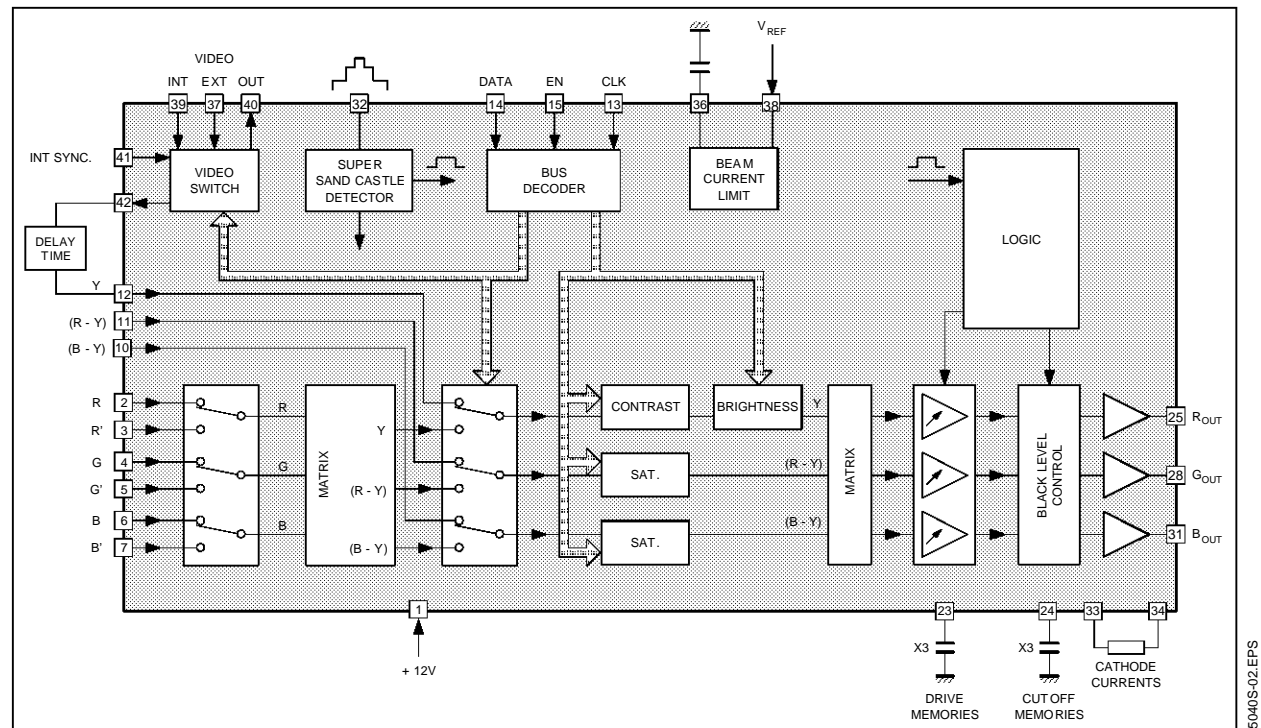 VIDEO
INT EXT OUT
39 37 40
32
DATA EN CLK
14 15 13
36
V REF
38
INT SYNC. 41
42
VIDEO
SWITCH
SUPER
SAND CASTLE
DETECTOR
BUS
DECODER
BEAM
CURRENT
LIMIT
LOGIC
DELAY
TIME
Y 12
(R - Y) 11
(B - Y) 10
R 2
R' 3
G 4
G' 5
B 6
B' 7
R
G
B
MATRIX
Y
(R - Y)
(B - Y)
CONTRAST
BRIGHTNESS
Y
SAT.
(R - Y)
SAT.
(B - Y)
MATRIX
BLACK LEVEL
CONTROL
25 R OUT
28 G OUT
31 B OUT
1
+ 12V
23
X3
DRIVE
MEMORIES
24
X3
CUTOFF
MEMORIES
33 34
CATHODE
CURRENTS
5040S-02.EPS